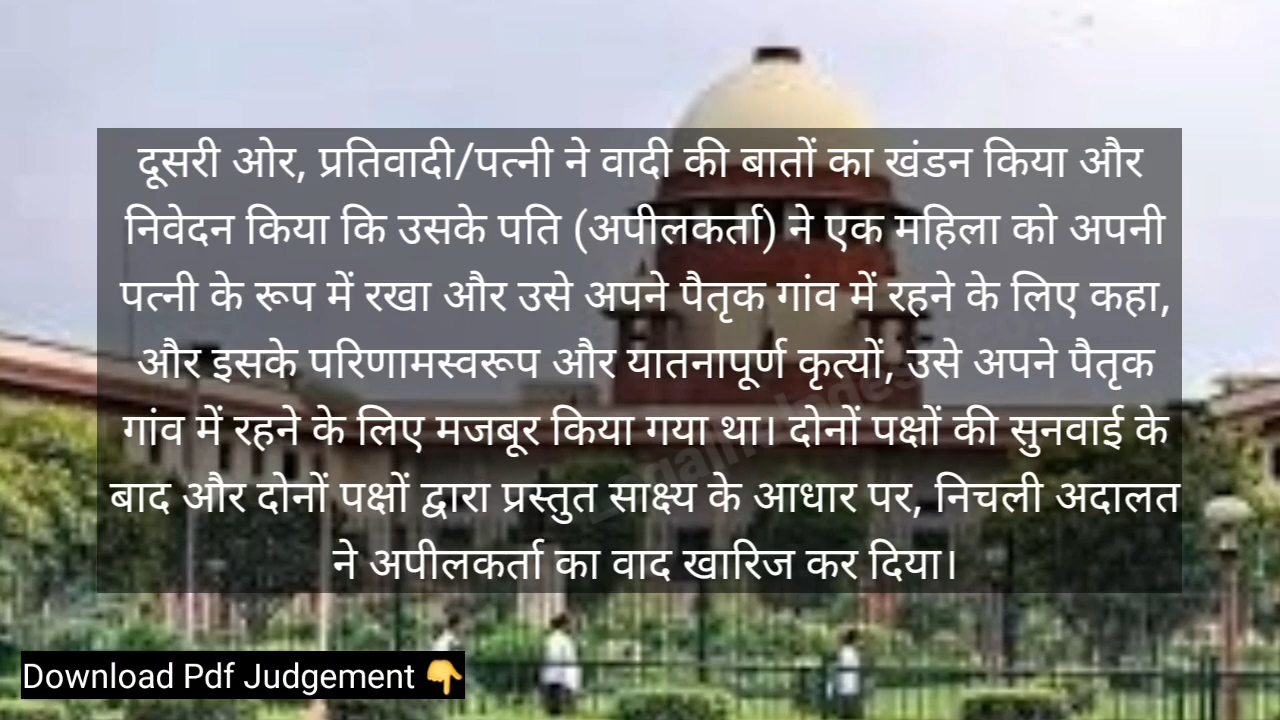 दूसरी ओर, प्रतिवादी/पत्नी ने वादी की बातों का खंडन किया और
निवेदन किया कि उसके पति (अपीलकर्ता) ने एक महिला को अपनी
पत्नी के रूप में रखा और उसे अपने पैतृक गांव में रहने के लिए कहा,
और इसके परिणामस्वरूप और यातनापूर्ण कृत्यों, उसे अपने पैतृक
गांव में रहने के लिए मजबूर किया गया था। दोनों पक्षों की सुनवाई के
बाद और दोनों पक्षों द्वारा प्रस्तुत साक्ष्य के आधार पर, निचली अदालत
ने अपीलकर्ता का वाद खारिज कर दिया।
Download Pdf Judgement 👇